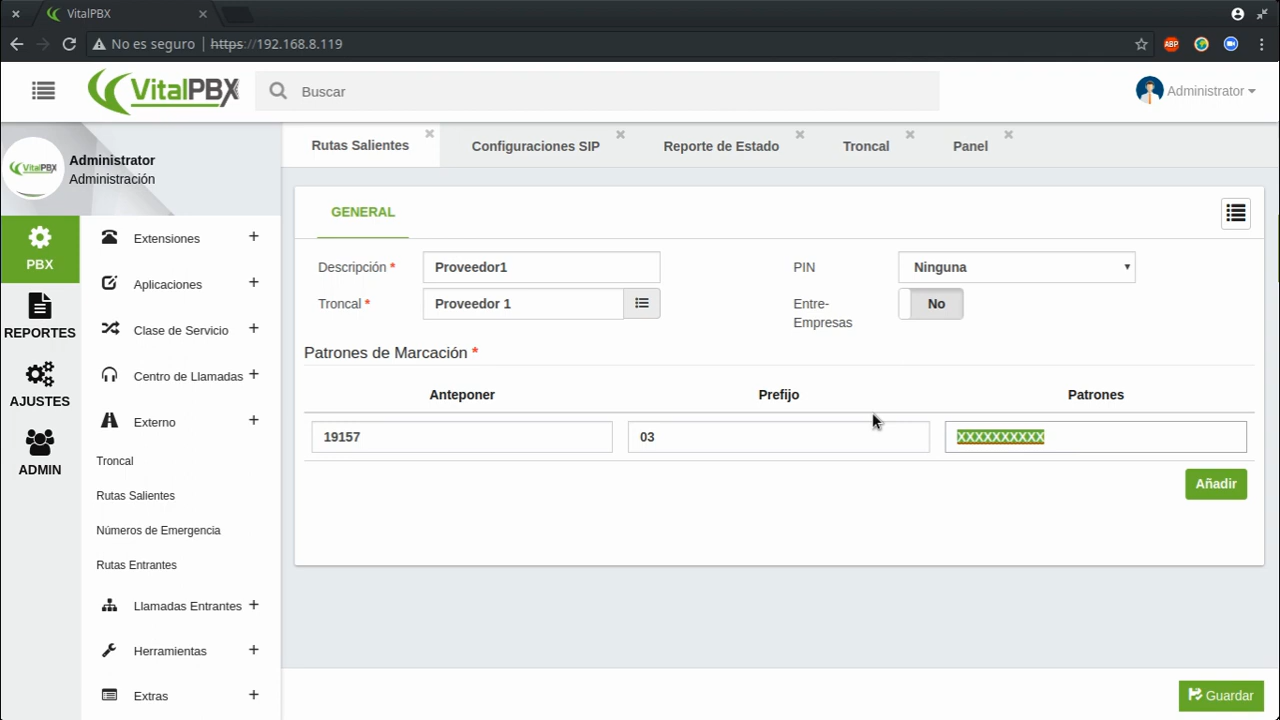 VitalPBX
No es seguro | https://192.168.8.119
ABP
VitalPBX
Buscar
Administrator
VitalPBX
Administrator
Administración
Rutas Salientes
Configuraciones SIP
Reporte de Estado
Troncal
Panel
PBX
REPORTES
AJUSTES
ADMIN
Extensiones +
Aplicaciones +
Clase de Servicio +
Centro de Llamadas +
Externo +
Troncal
Rutas Salientes
Números de Emergencia
Rutas Entrantes
Llamadas Entrantes +
Herramientas +
Extras +
GENERAL
Descripción * Proveedor1
PIN Ninguna
Troncal * Proveedor 1
Entre-
Empresas
No
Patrones de Marcación *
Anteponer Prefijo Patrones
19157 03 XXXXXXXXXX
Añadir
Guardar